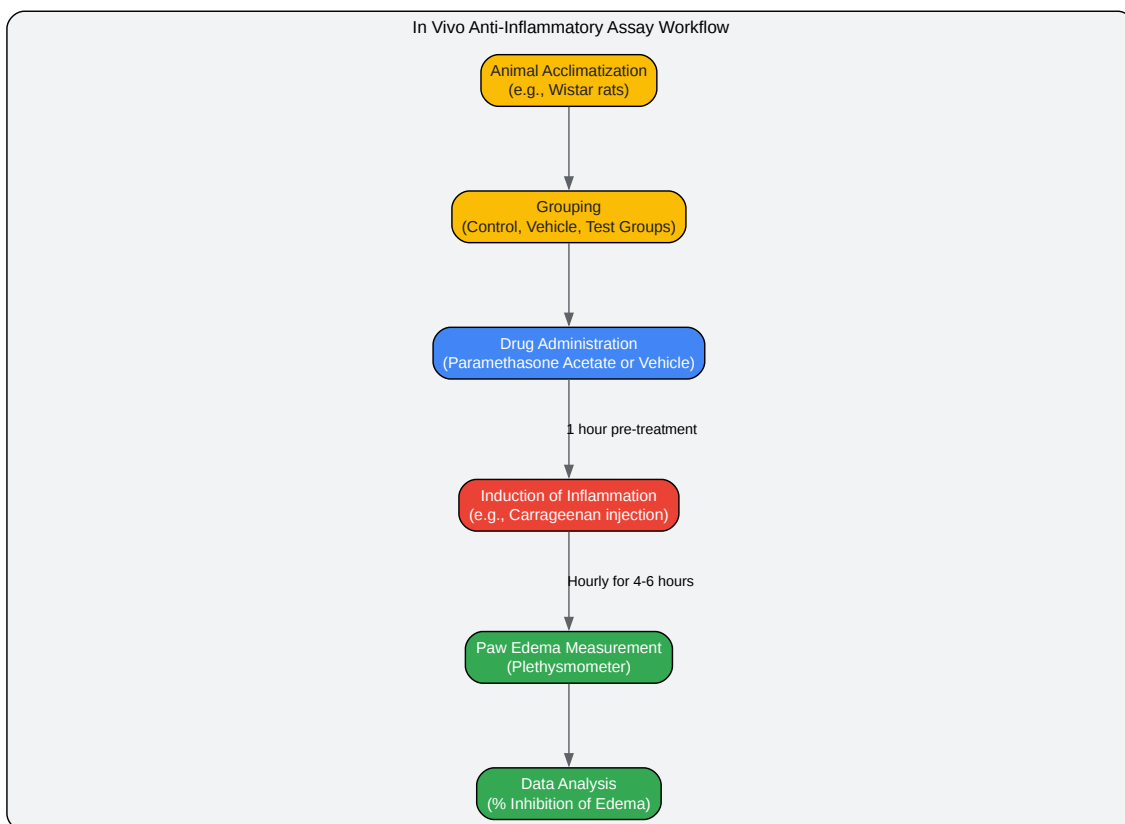 In Vivo Anti-Inflammatory Assay Workflow
Animal Acclimatization
(e.g., Wistar rats)
Grouping
(Control, Vehicle, Test Groups)
Drug Administration
(Paramethasone Acetate or Vehicle)
1 hour pre-treatment
Induction of Inflammation
(e.g., Carrageenan injection)
Hourly for 4-6 hours
Paw Edema Measurement
(Plethysmometer)
Data Analysis
(% Inhibition of Edema)